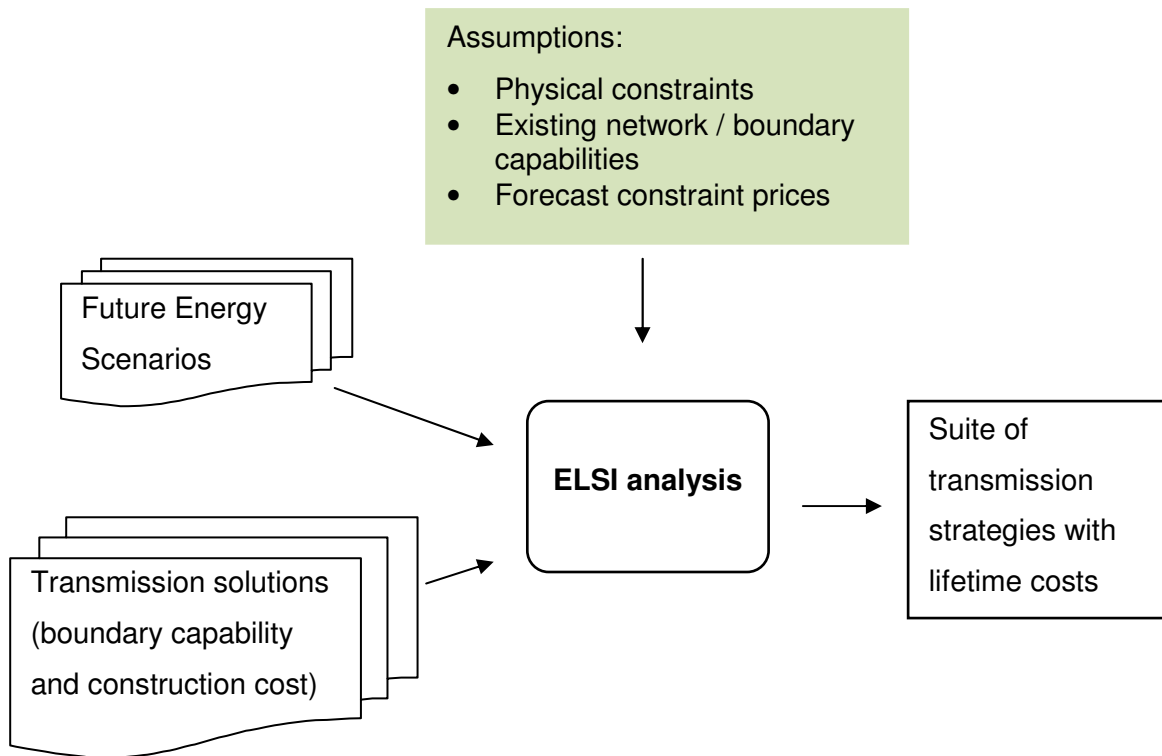 Assumptions:
• Physical constraints
• Existing network / boundary
capabilities
• Forecast constraint prices
Future Energy
Scenarios
ELSI analysis
Suite of
transmission
strategies with
lifetime costs
Transmission solutions
(boundary capability
and construction cost)